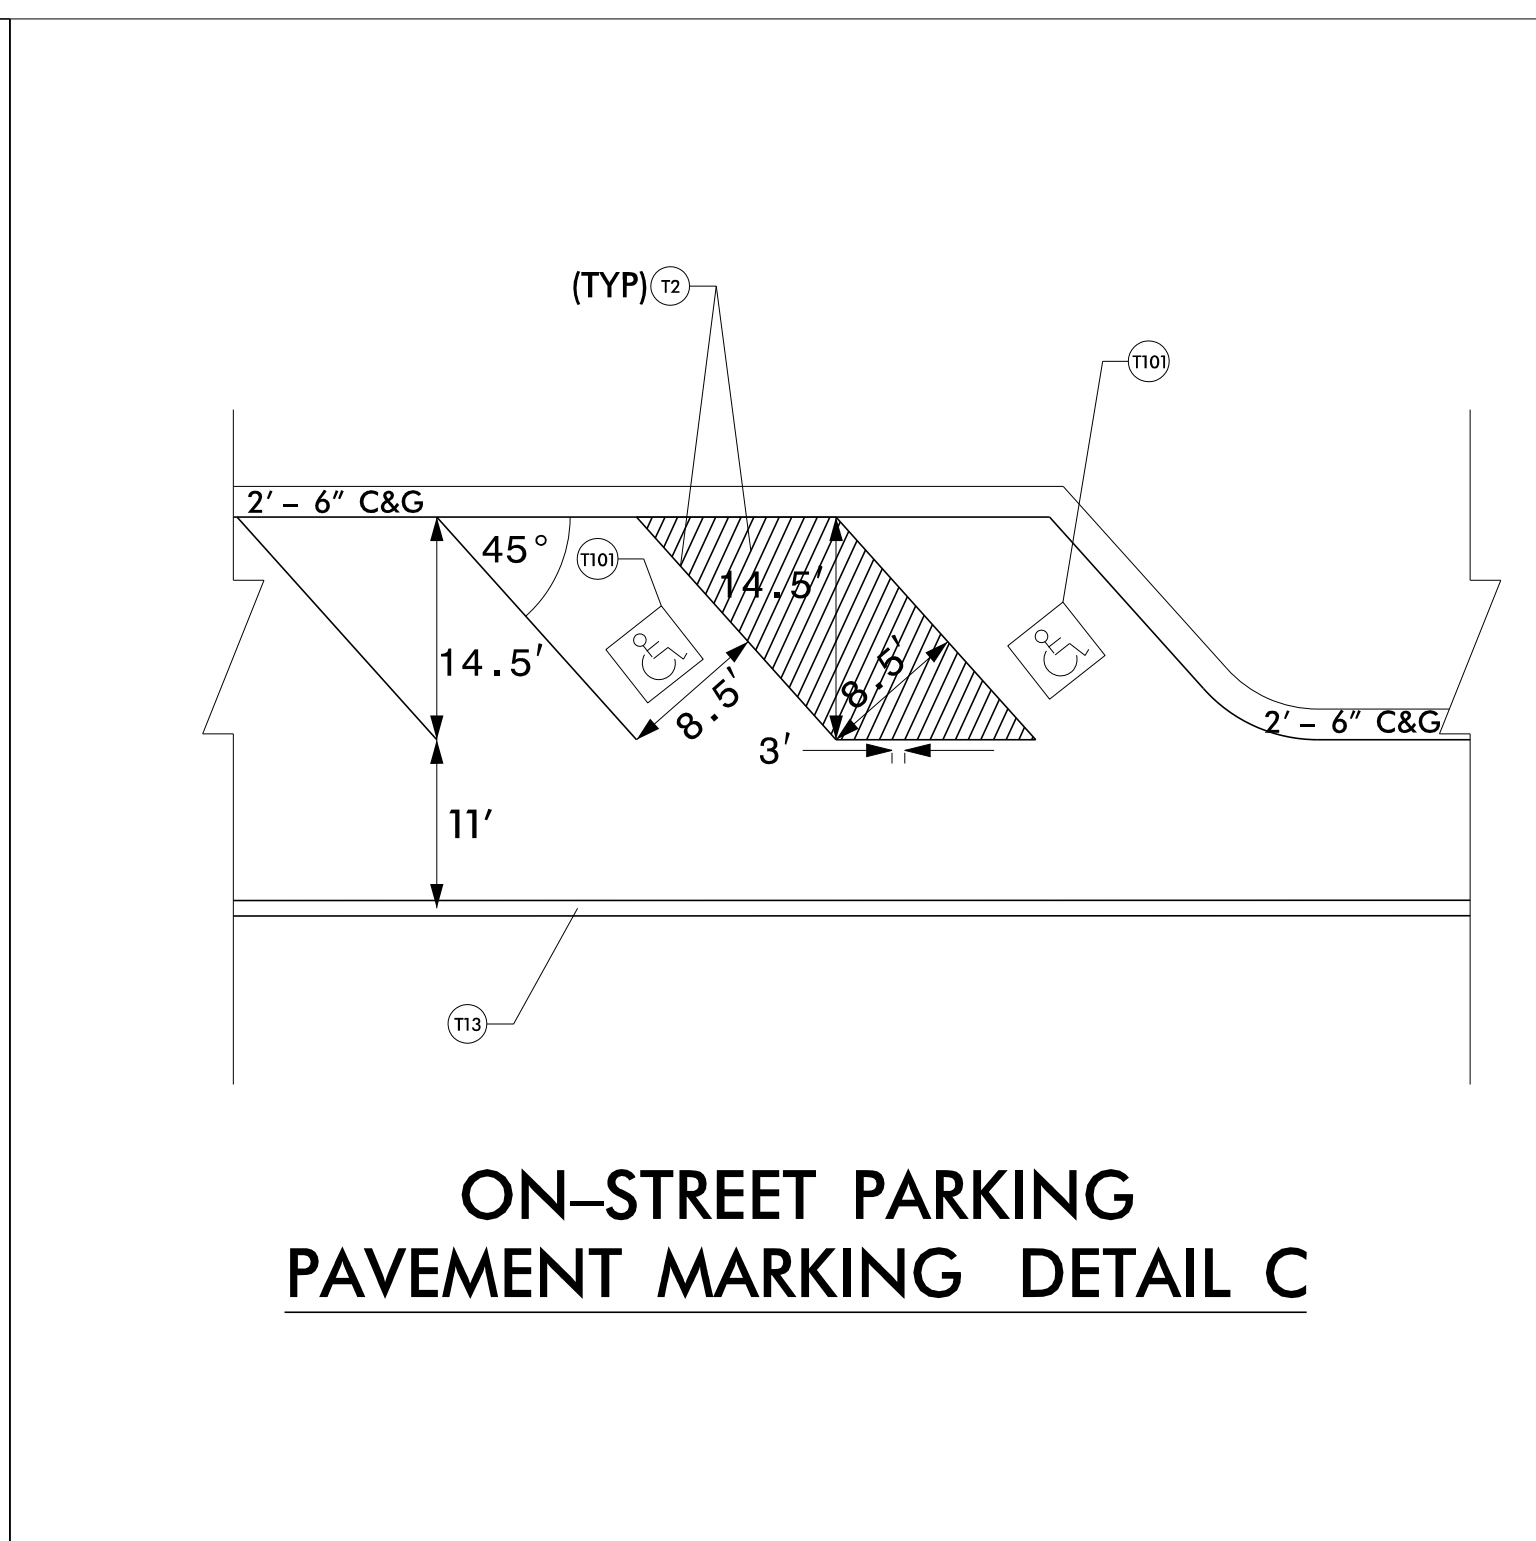 (TYP) T2
T101
2' – 6" C&G
45°
T101
14.5'
14.5'
8.5'
8.5'
2' – 6" C&G
3'
11'
T13
ON–STREET PARKING
PAVEMENT MARKING DETAIL C